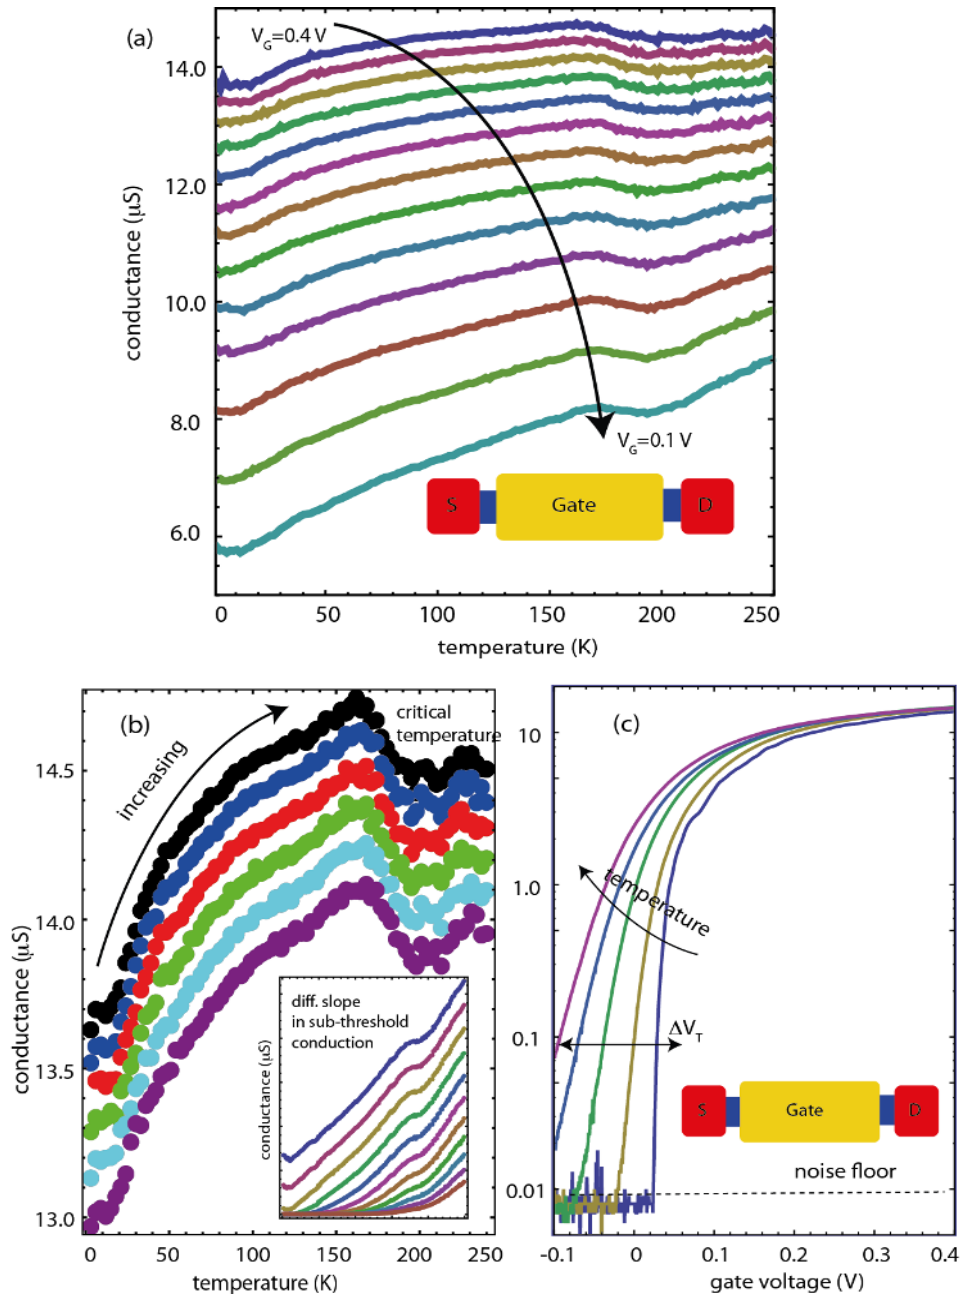 (a)
V_G=0.4 V
14.0
12.0
10.0
8.0
6.0
conductance (μS)
V_G=0.1 V
S
Gate
D
0
50
100
150
200
250
temperature (K)
(b)
increasing
critical
temperature
14.5
14.0
13.5
13.0
conductance (μS)
diff. slope
in sub-threshold
conduction
conductance (μS)
0
50
100
150
200
250
temperature (K)
(c)
10
1.0
0.1
0.01
temperature
ΔV_T
S
Gate
D
noise floor
-0.1
0
0.1
0.2
0.3
0.4
gate voltage (V)